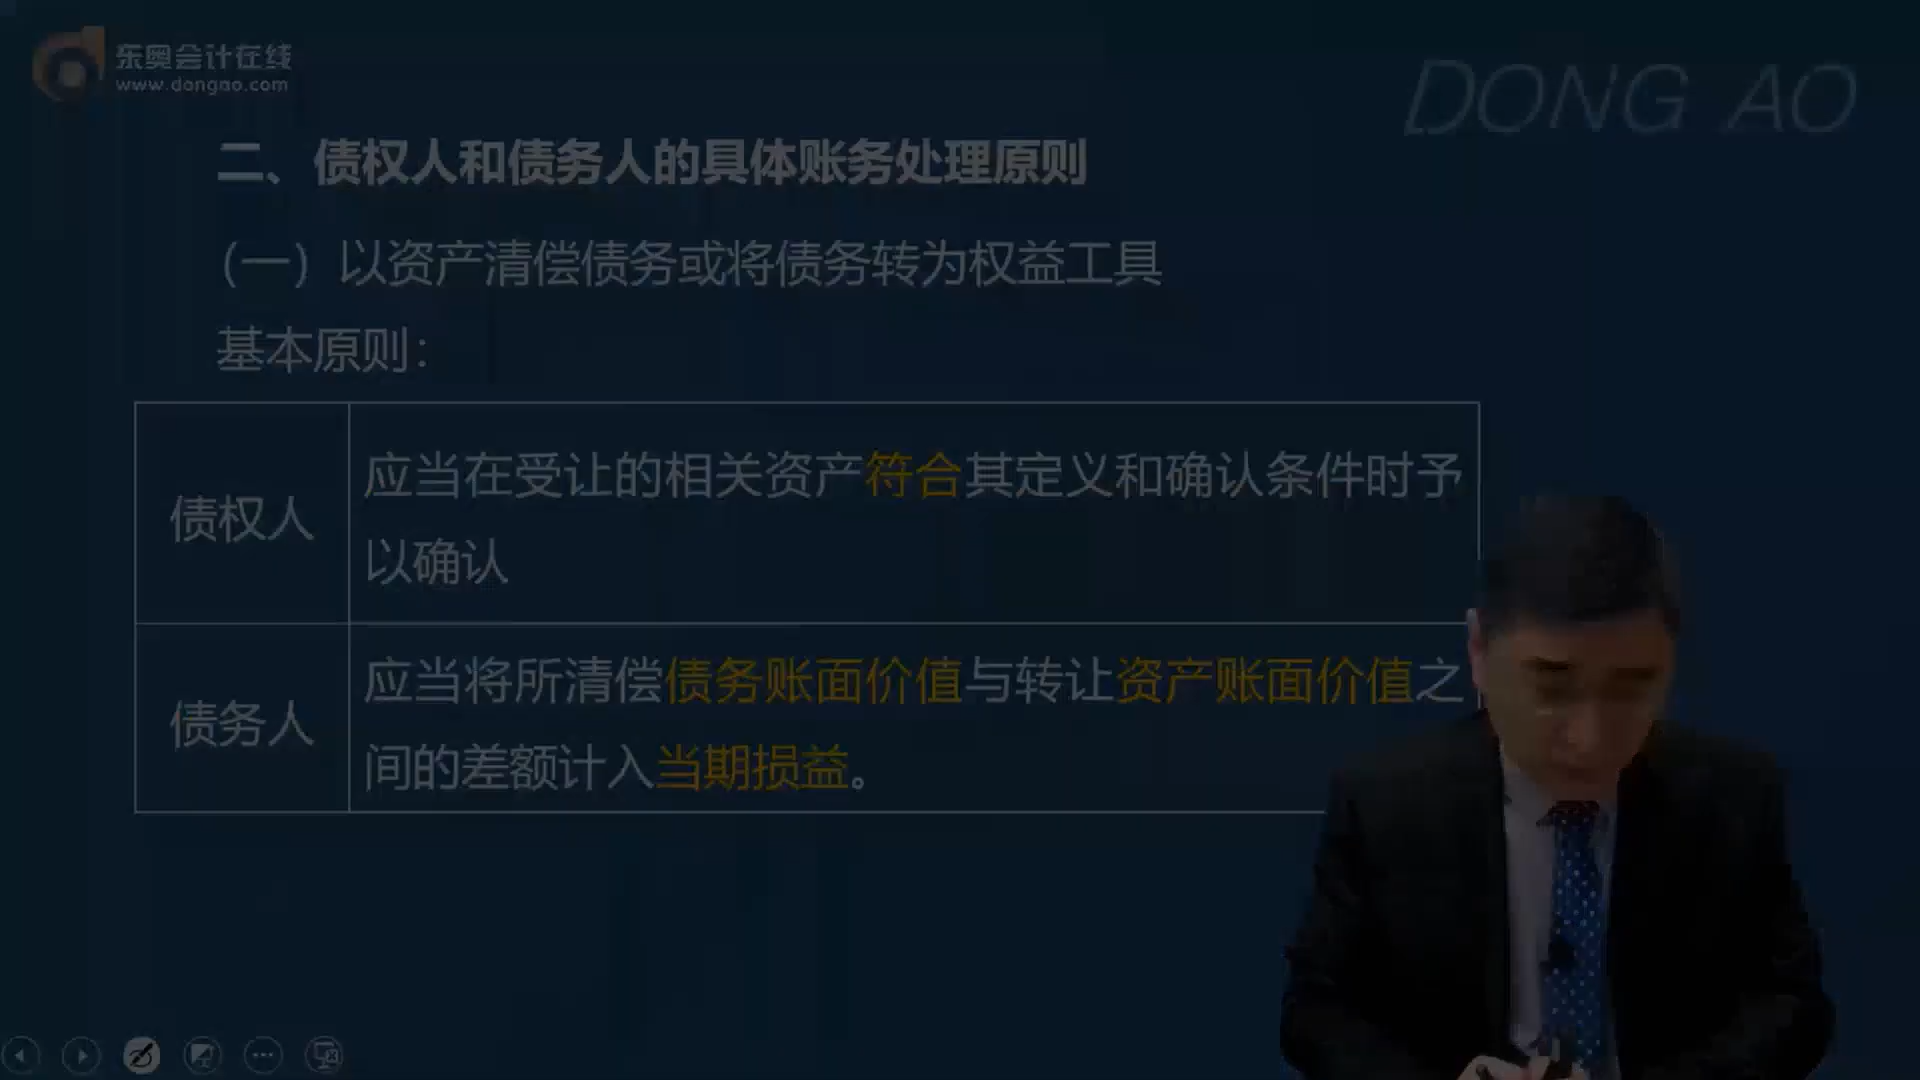 东奥会计在线
www.dongao.com
DONG AO
二、债权人和债务人的具体账务处理原则
（一）以资产清偿债务或将债务转为权益工具
基本原则：
债权人
应当在受让的相关资产符合其定义和确认条件时予
以确认
债务人
应当将所清偿债务账面价值与转让资产账面价值之
间的差额计入当期损益。